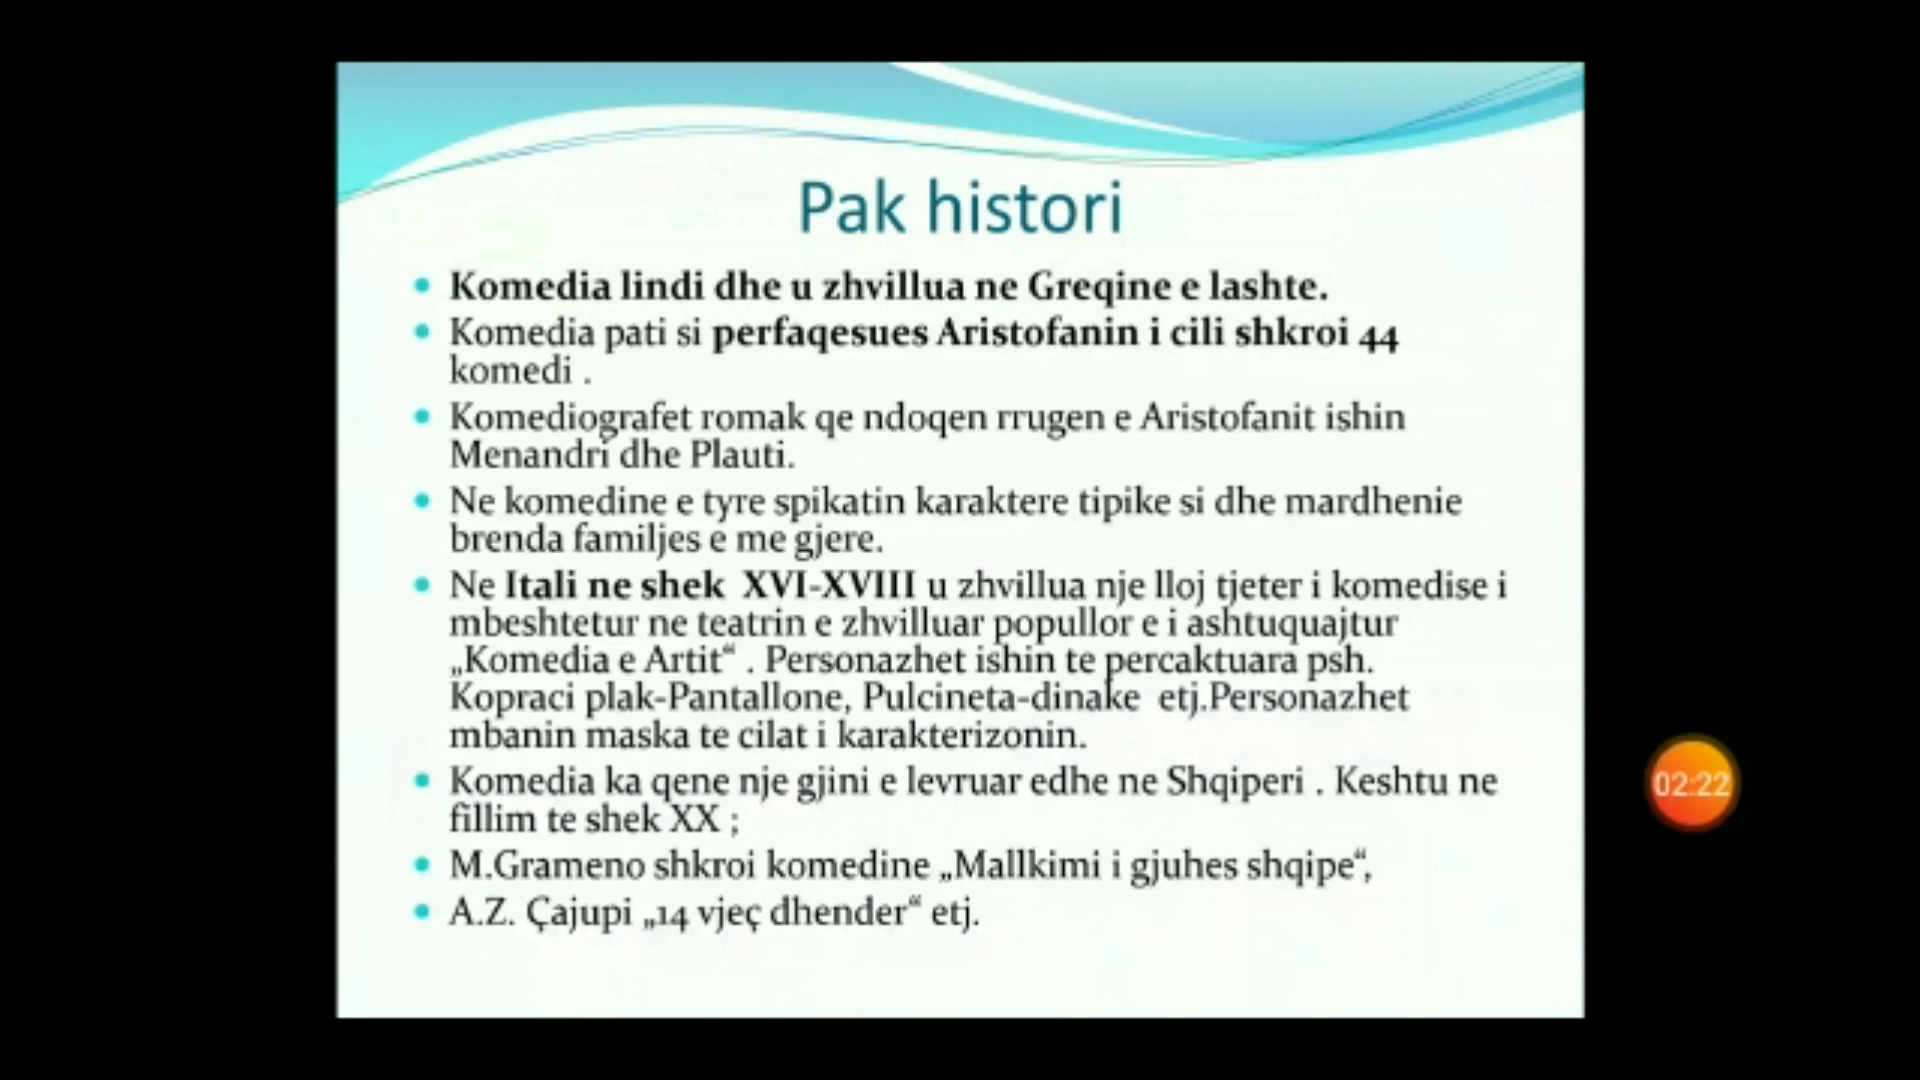 Pak histori
• Komedia lindi dhe u zhvillua ne Greqine e lashte.
• Komedia pati si perfaqesues Aristofanin i cili shkroi 44
komedi .
• Komediografet romak qe ndoqen rrugen e Aristofanit ishin
Menandri dhe Plauti.
• Ne komedine e tyre spikatin karaktere tipike si dhe mardhenie
brenda familjes e me gjere.
• Ne Itali ne shek XVI-XVIII u zhvillua nje lloj tjeter i komedise i
mbeshtetur ne teatrin e zhvilluar popullor e i ashtuquajtur
„Komedia e Artit“ . Personazhet ishin te percaktuara psh.
Kopraci plak-Pantallone, Pulcineta-dinake etj.Personazhet
mbanin maska te cilat i karakterizonin.
• Komedia ka qene nje gjini e levruar edhe ne Shqiperi . Keshtu ne
fillim te shek XX ;
• M.Grameno shkroi komedine „Mallkimi i gjuhes shqipe“,
• A.Z. Çajupi „14 vjeç dhender“ etj.
02:22